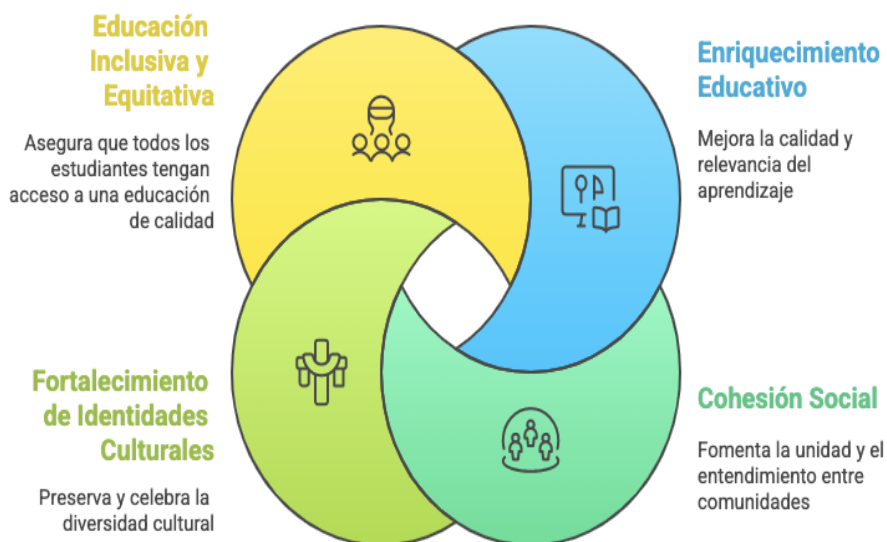 Educación
Inclusiva y
Equitativa
Asegura que todos los
estudiantes tengan
acceso a una educación
de calidad
Enriquecimiento
Educativo
Mejora la calidad y
relevancia del
aprendizaje
Fortalecimiento
de Identidades
Culturales
Preserva y celebra la
diversidad cultural
Cohesión Social
Fomenta la unidad y el
entendimiento entre
comunidades